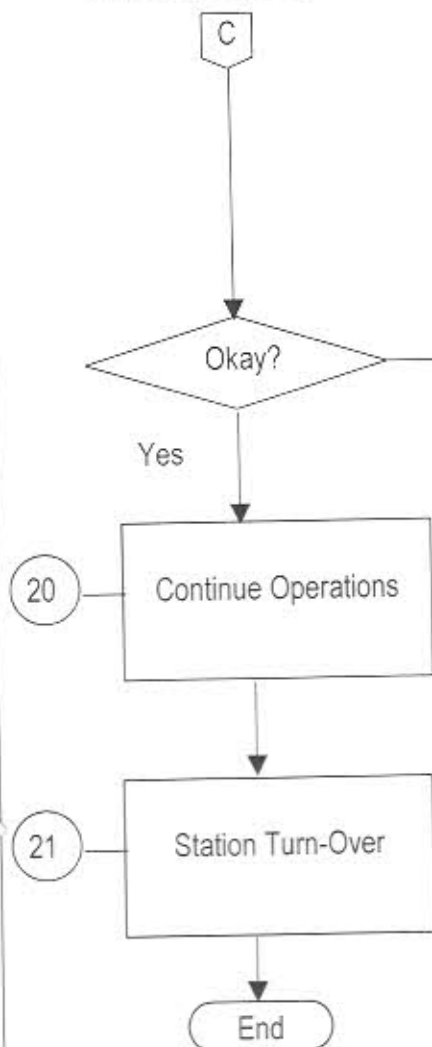 C
Okay?
Yes
20
Continue Operations
21
Station Turn-Over
End